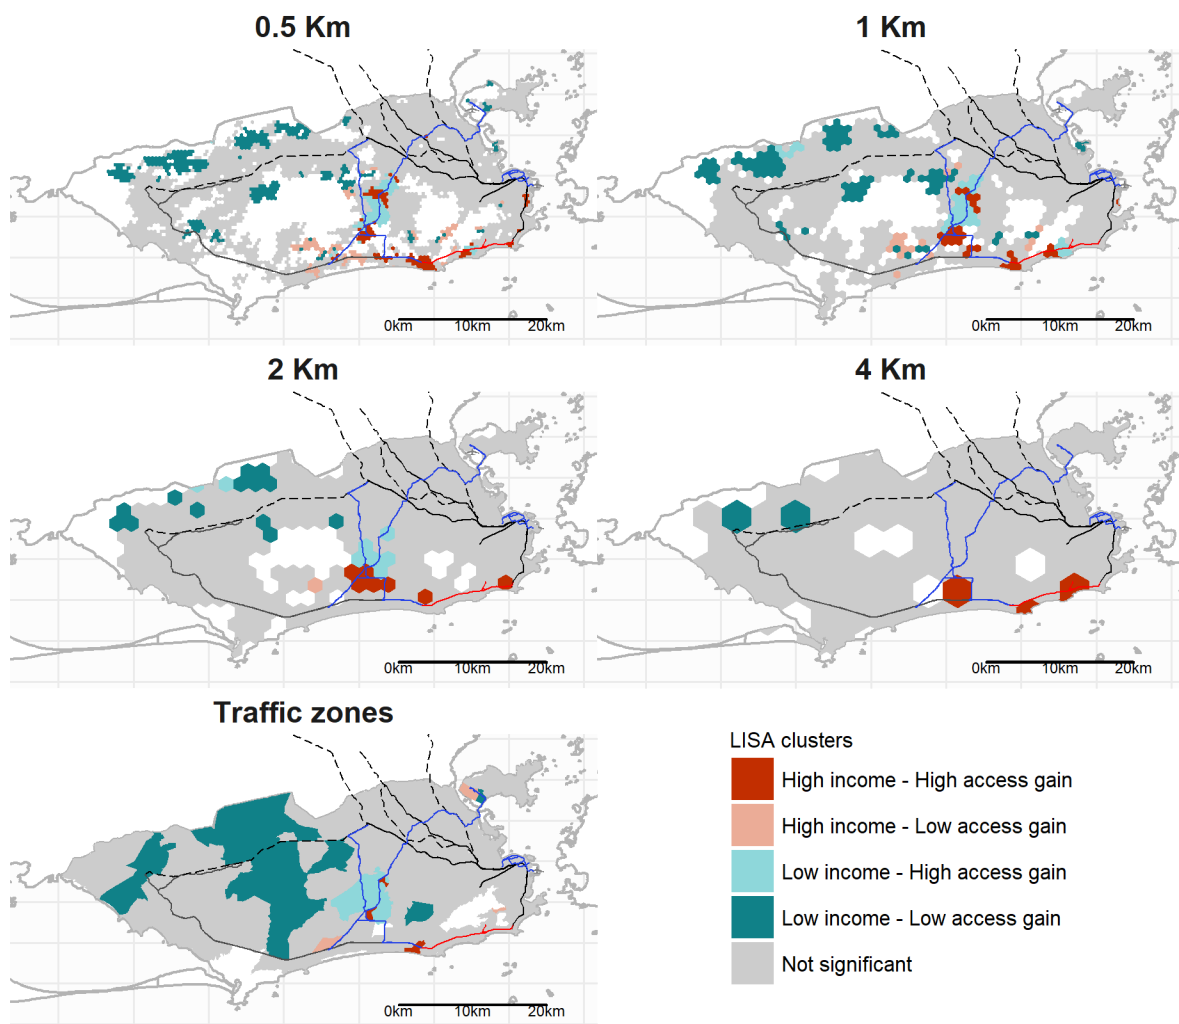 0.5 Km
1 Km
0km 10km 20km
0km 10km 20km
2 Km
4 Km
0km 10km 20km
0km 10km 20km
Traffic zones
LISA clusters
High income - High access gain
High income - Low access gain
Low income - High access gain
Low income - Low access gain
Not significant
0km 10km 20km